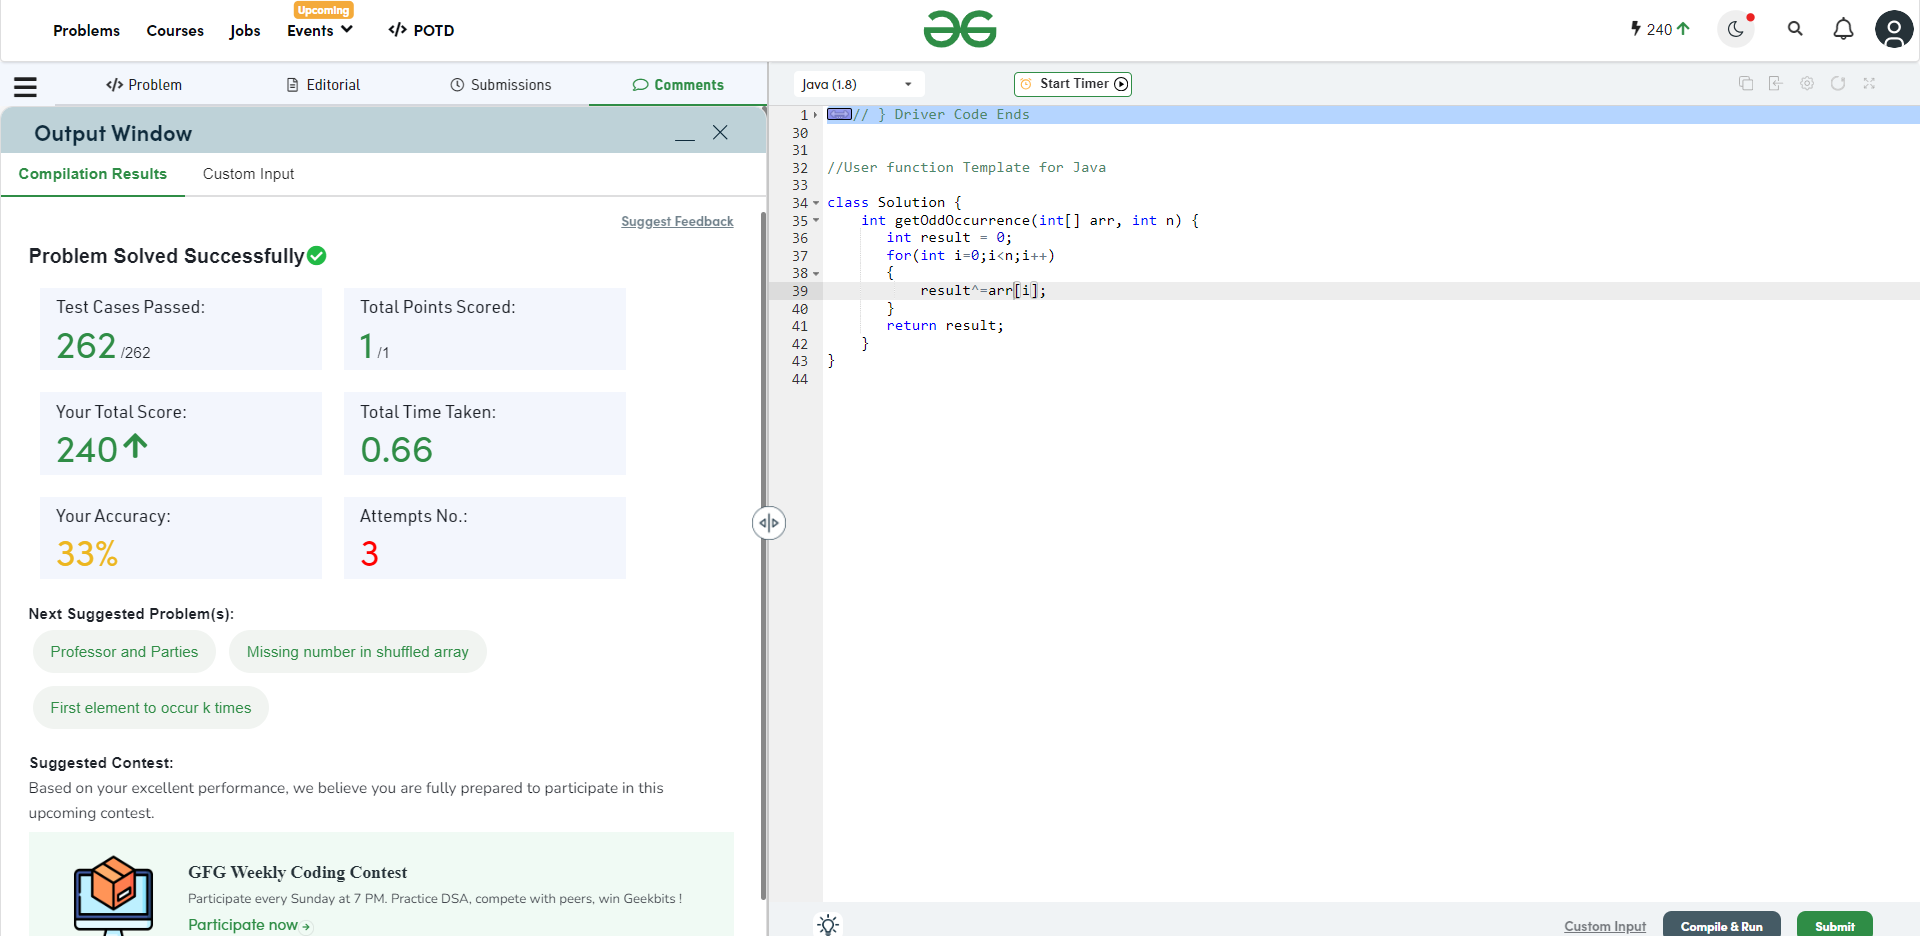 Problems
Courses
Jobs
Upcoming
Events
</> POTD
240
</> Problem
Editorial
Submissions
Comments
Output Window
Compilation Results
Custom Input
Suggest Feedback
Problem Solved Successfully
Test Cases Passed:
262 /262
Total Points Scored:
1 /1
Your Total Score:
240
Total Time Taken:
0.66
Your Accuracy:
33%
Attempts No.:
3
Next Suggested Problem(s):
Professor and Parties
Missing number in shuffled array
First element to occur k times
Suggested Contest:
Based on your excellent performance, we believe you are fully prepared to participate in this
upcoming contest.
GFG Weekly Coding Contest
Participate every Sunday at 7 PM. Practice DSA, compete with peers, win Geekbits !
Participate now
Java (1.8)
Start Timer
1 // } Driver Code Ends
30
31
32 //User function Template for Java
33
34 class Solution {
35 int getOddOccurrence(int[] arr, int n) {
36 int result = 0;
37 for(int i=0;i<n;i++)
38 {
39 result^=arr[i];
40 }
41 return result;
42 }
43 }
44
Custom Input
Compile & Run
Submit